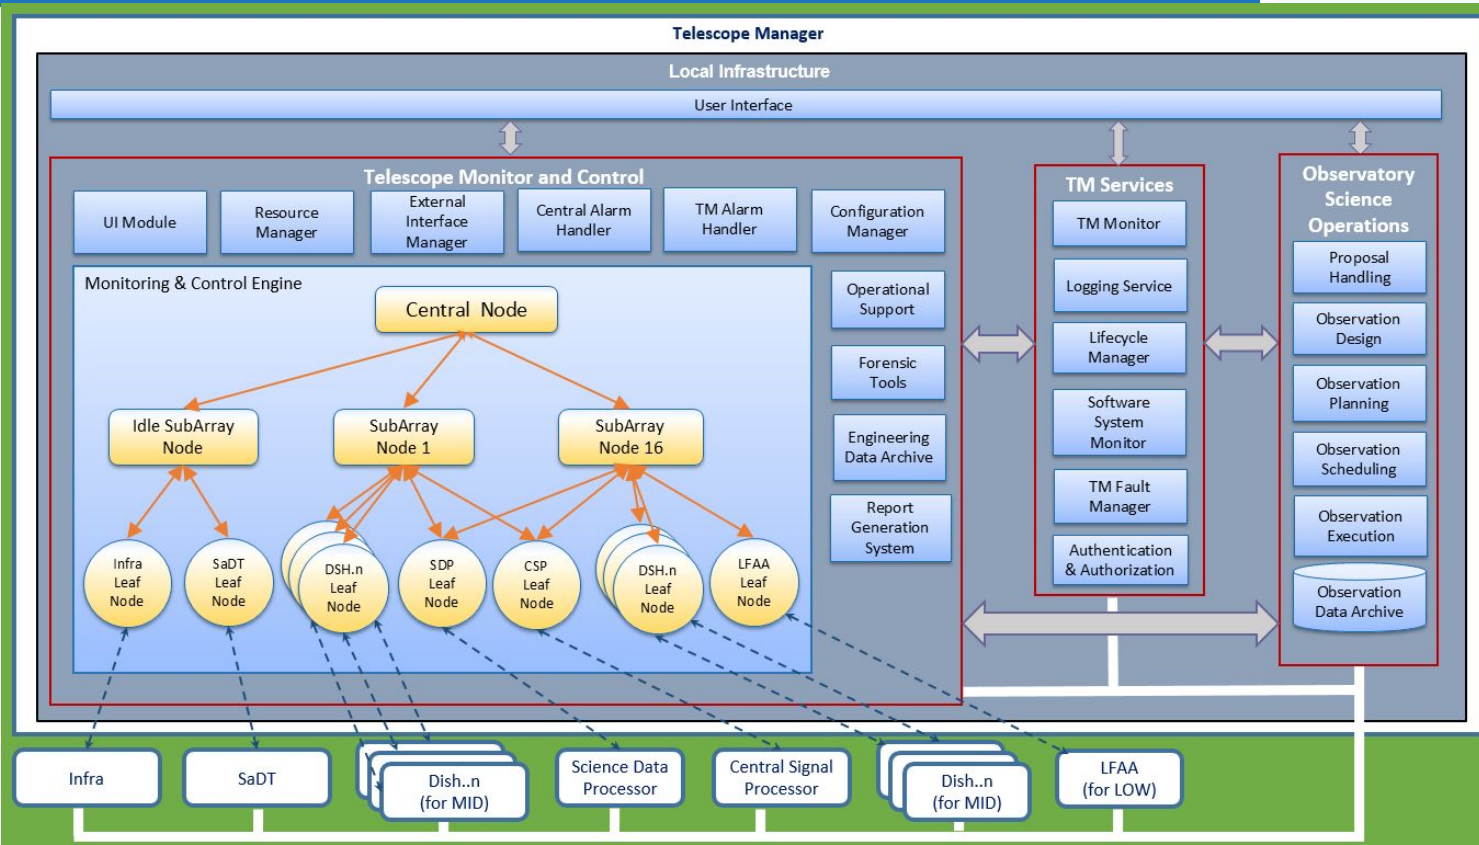 Telescope Manager
Local Infrastructure
User Interface
Telescope Monitor and Control
UI Module
Resource
Manager
External
Interface
Manager
Central Alarm
Handler
TM Alarm
Handler
Configuration
Manager
Monitoring & Control Engine
Central Node
Idle SubArray
Node
SubArray
Node 1
SubArray
Node 16
Infra
Leaf
Node
SaDT
Leaf
Node
DSH.n
Leaf
Node
SDP
Leaf
Node
CSP
Leaf
Node
DSH.n
Leaf
Node
LFAA
Leaf
Node
Operational
Support
Forensic
Tools
Engineering
Data Archive
Report
Generation
System
TM Services
TM Monitor
Logging Service
Lifecycle
Manager
Software
System
Monitor
TM Fault
Manager
Authentication
& Authorization
Observatory
Science
Operations
Proposal
Handling
Observation
Design
Observation
Planning
Observation
Scheduling
Observation
Execution
Observation
Data Archive
Infra
SaDT
Dish..n
(for MID)
Science Data
Processor
Central Signal
Processor
Dish..n
(for MID)
LFAA
(for LOW)